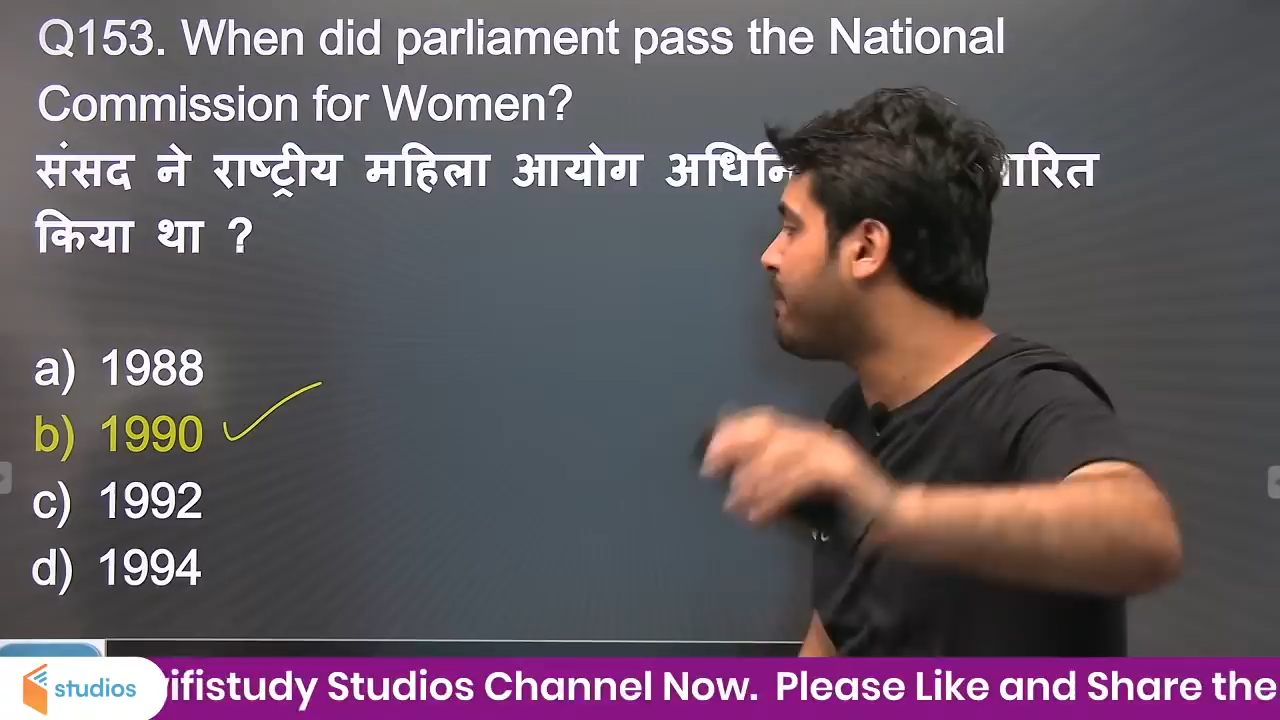 Q153. When did parliament pass the National
Commission for Women?
संसद ने राष्ट्रीय महिला आयोग
किया था ?
a) 1988
b) 1990
c) 1992
d) 1994
studios
ifistudy Studios Channel Now. Please Like and Share the